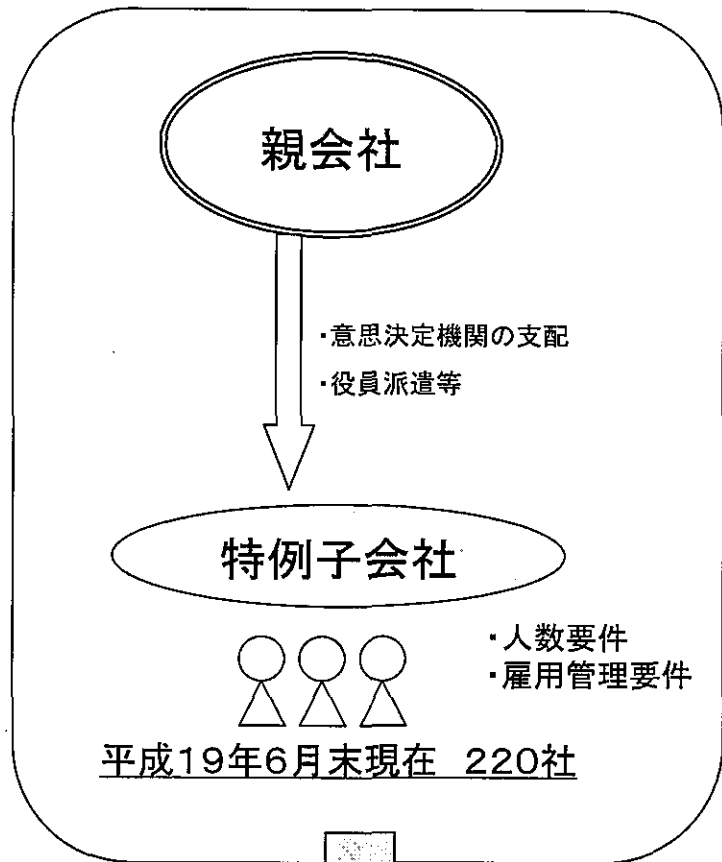 親会社
・意思決定機関の支配
・役員派遣等
特例子会社
・人数要件
・雇用管理要件
平成19年6月末現在 220社